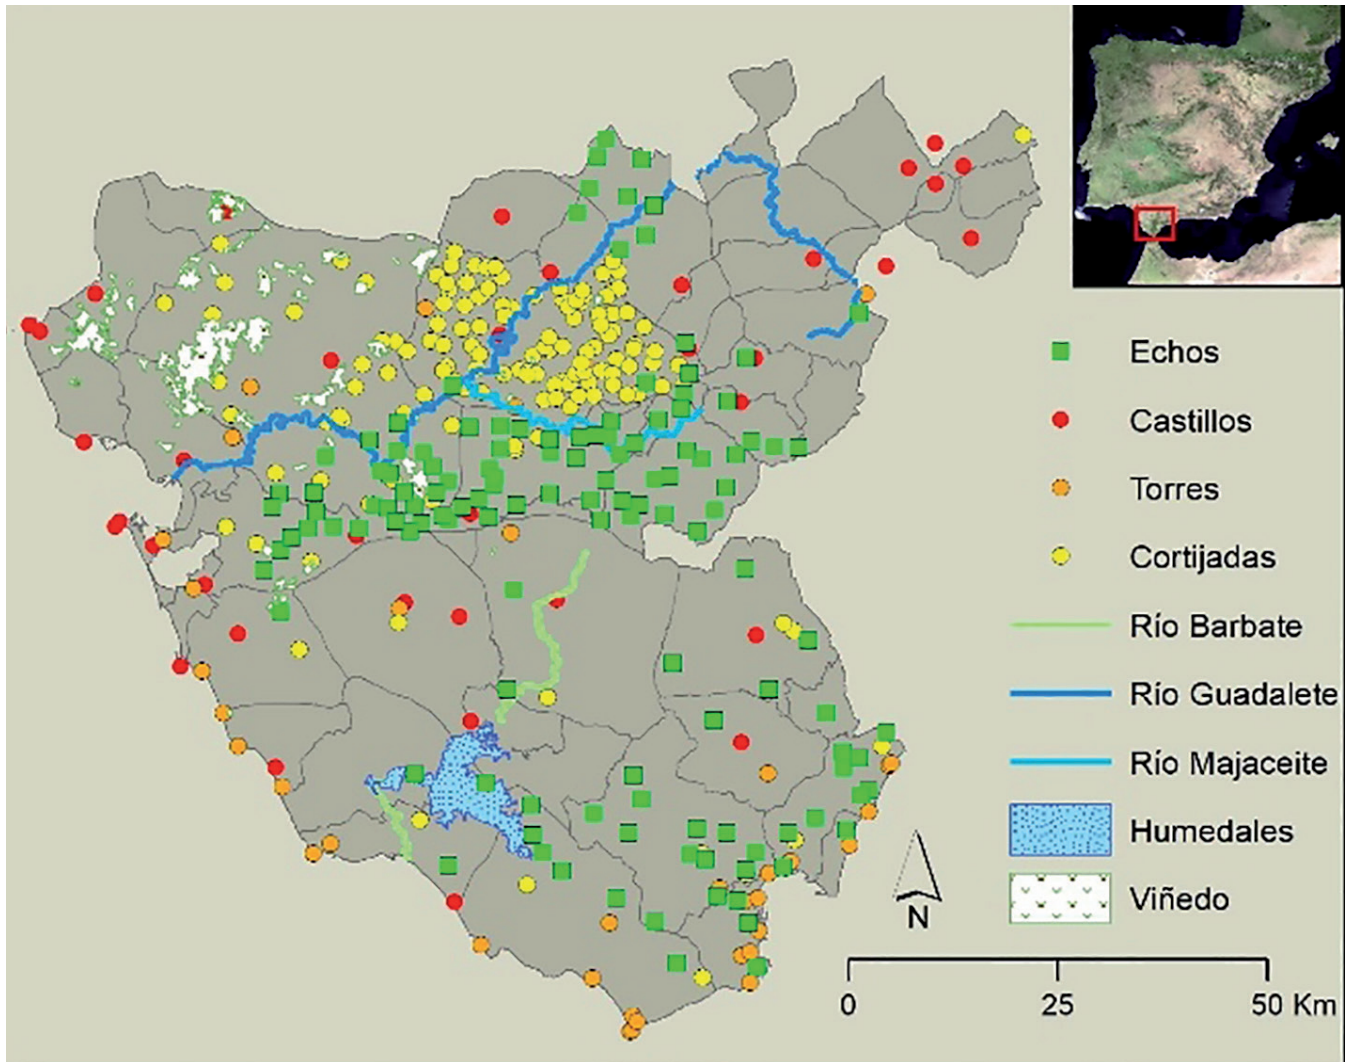 Echos
Castillos
Torres
Cortijadas
Río Barbate
Río Guadalete
Río Majaceite
Humedales
Viñedo
N
0 25 50 Km